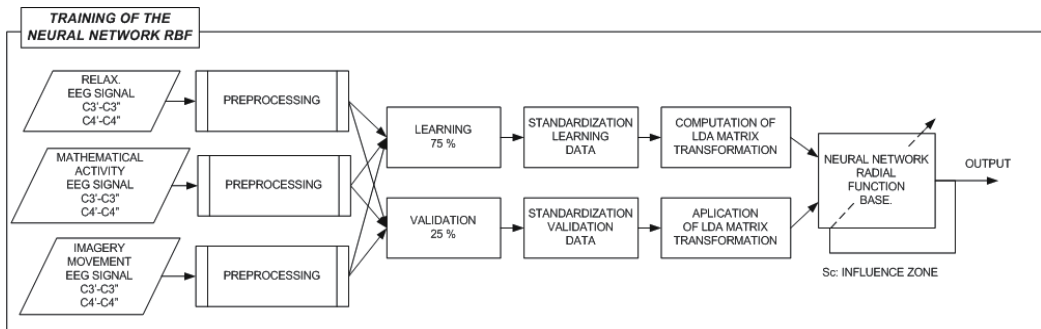 TRAINING OF THE
NEURAL NETWORK RBF
RELAX.
EEG SIGNAL
C3'-C3"
C4'-C4"
PREPROCESSING
MATHEMATICAL
ACTIVITY
EEG SIGNAL
C3'-C3"
C4'-C4"
PREPROCESSING
IMAGERY
MOVEMENT
EEG SIGNAL
C3'-C3"
C4'-C4"
PREPROCESSING
LEARNING
75 %
VALIDATION
25 %
STANDARDIZATION
LEARNING
DATA
STANDARDIZATION
VALIDATION
DATA
COMPUTATION OF
LDA MATRIX
TRANSFORMATION
APLICATION
OF LDA MATRIX
TRANSFORMATION
NEURAL NETWORK
RADIAL
FUNCTION
BASE.
OUTPUT
Sc: INFLUENCE ZONE